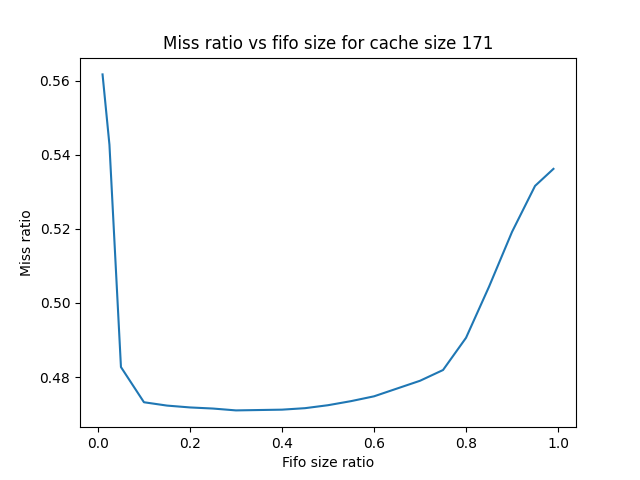 Miss ratio vs fifo size for cache size 171
0.56
0.54
0.52
0.50
0.48
Miss ratio
0.0 0.2 0.4 0.6 0.8 1.0
Fifo size ratio